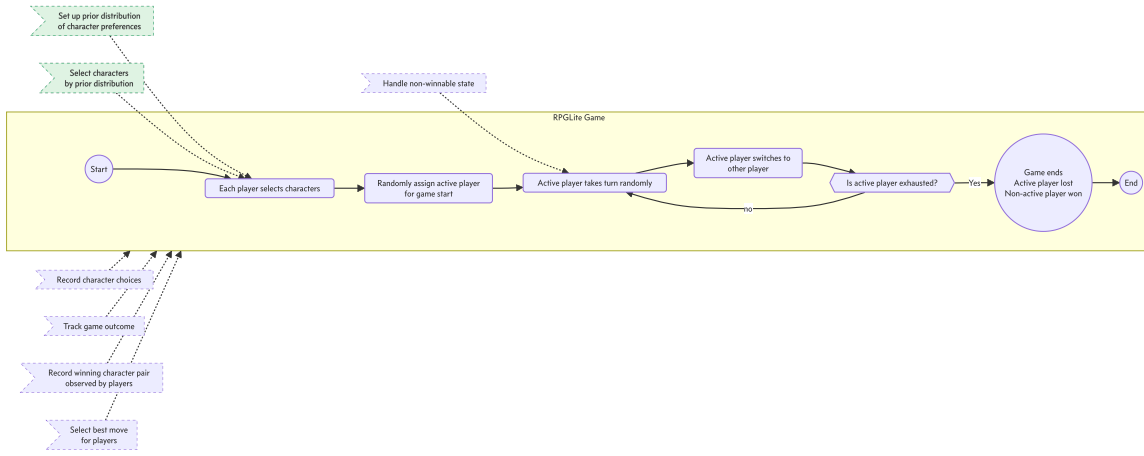 Set up prior distribution
of character preferences
Select characters
by prior distribution
Handle non-winnable state
RPGLite Game
Start
Each player selects characters
Randomly assign active player
for game start
Active player takes turn randomly
Active player switches to
other player
Is active player exhausted?
Yes
no
Game ends
Active player lost
Non-active player won
End
Record character choices
Track game outcome
Record winning character pair
observed by players
Select best move
for players